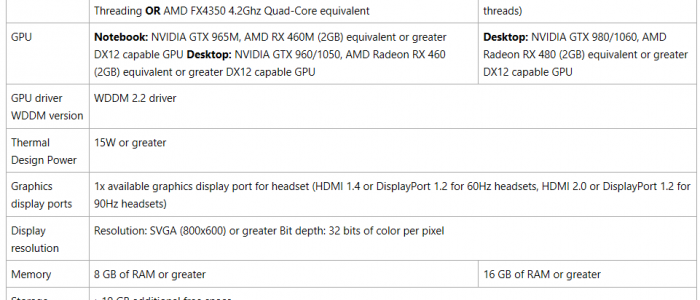 Threading OR AMD FX4350 4.2Ghz Quad-Core equivalent
threads)
GPU
Notebook: NVIDIA GTX 965M, AMD RX 460M (2GB) equivalent or greater
DX12 capable GPU Desktop: NVIDIA GTX 960/1050, AMD Radeon RX 460
(2GB) equivalent or greater DX12 capable GPU
Desktop: NVIDIA GTX 980/1060, AMD
Radeon RX 480 (2GB) equivalent or
greater DX12 capable GPU
GPU driver
WDDM version
WDDM 2.2 driver
Thermal
Design Power
15W or greater
Graphics
display ports
1x available graphics display port for headset (HDMI 1.4 or DisplayPort 1.2 for 60Hz headsets, HDMI 2.0 or DisplayPort 1.2 for
90Hz headsets)
Display
resolution
Resolution: SVGA (800x600) or greater Bit depth: 32 bits of color per pixel
Memory
8 GB of RAM or greater
16 GB of RAM or greater